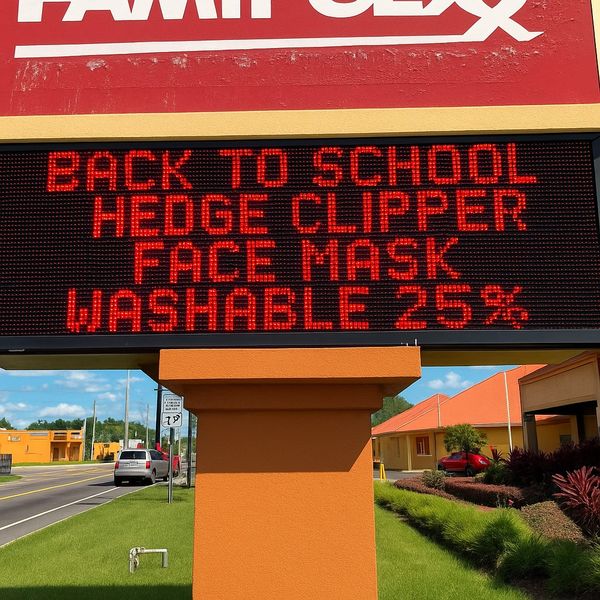 BACK TO SCHOOL
HEDGE CLIPPER
FACE MASK
WASHABLE 25%